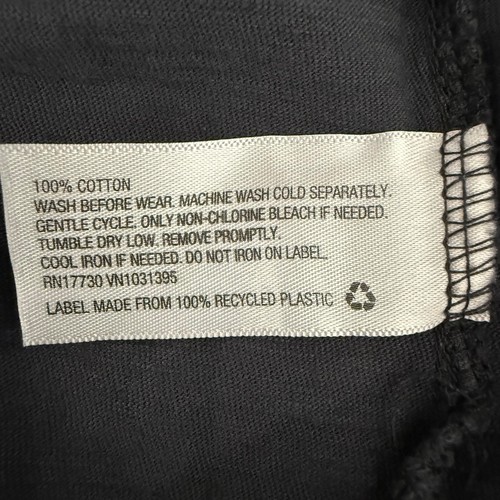 100% COTTON
WASH BEFORE WEAR. MACHINE WASH COLD SEPARATELY.
GENTLE CYCLE. ONLY NON-CHLORINE BLEACH IF NEEDED.
TUMBLE DRY LOW. REMOVE PROMPTLY.
COOL IRON IF NEEDED. DO NOT IRON ON LABEL.
RN17730 VN1031395
LABEL MADE FROM 100% RECYCLED PLASTIC